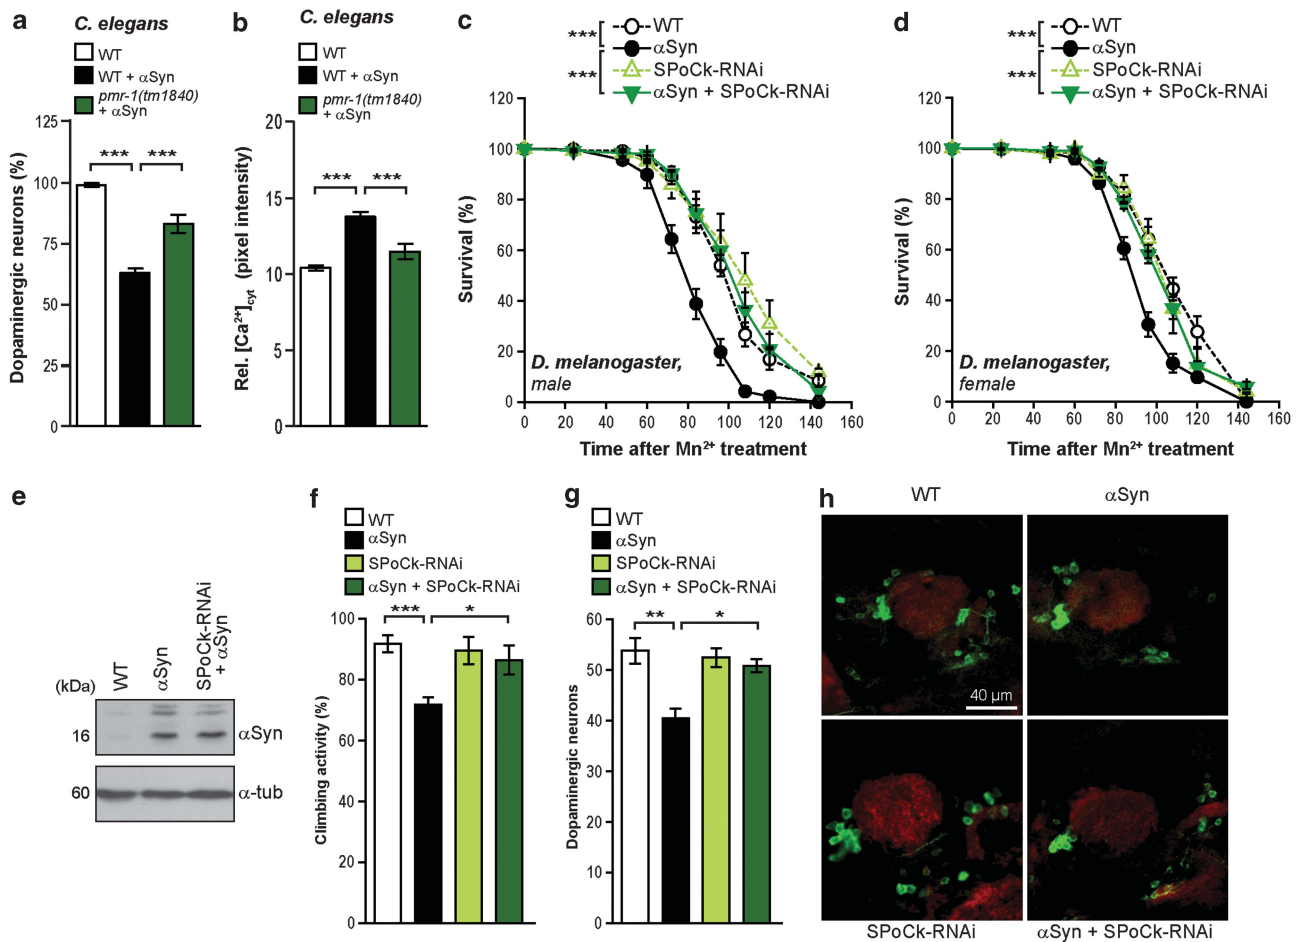 a
C. elegans
WT
WT + αSyn
pmr-1(tm1840)
+ αSyn
Dopaminergic neurons (%)
125
100
75
50
25
0
***
***
b
C. elegans
WT
WT + αSyn
pmr-1(tm1840)
+ αSyn
Rel. [Ca²⁺]cyt (pixel intensity)
20
15
10
5
0
***
***
c
***
***
WT
αSyn
SPoCk-RNAi
αSyn + SPoCk-RNAi
Survival (%)
120
100
80
60
40
20
0
D. melanogaster,
male
0 20 40 60 80 100 120 140 160
Time after Mn²⁺ treatment
d
***
***
WT
αSyn
SPoCk-RNAi
αSyn + SPoCk-RNAi
Survival (%)
120
100
80
60
40
20
0
D. melanogaster,
female
0 20 40 60 80 100 120 140 160
Time after Mn²⁺ treatment
e
(kDa)
WT
αSyn
SPoCk-RNAi
+ αSyn
16
αSyn
60
α-tub
f
WT
αSyn
SPoCk-RNAi
αSyn + SPoCk-RNAi
Climbing activity (%)
100
80
60
40
20
0
***
*
g
WT
αSyn
SPoCk-RNAi
αSyn + SPoCk-RNAi
Dopaminergic neurons
60
50
40
30
20
10
0
**
*
h
WT
αSyn
40 µm
SPoCk-RNAi
αSyn + SPoCk-RNAi